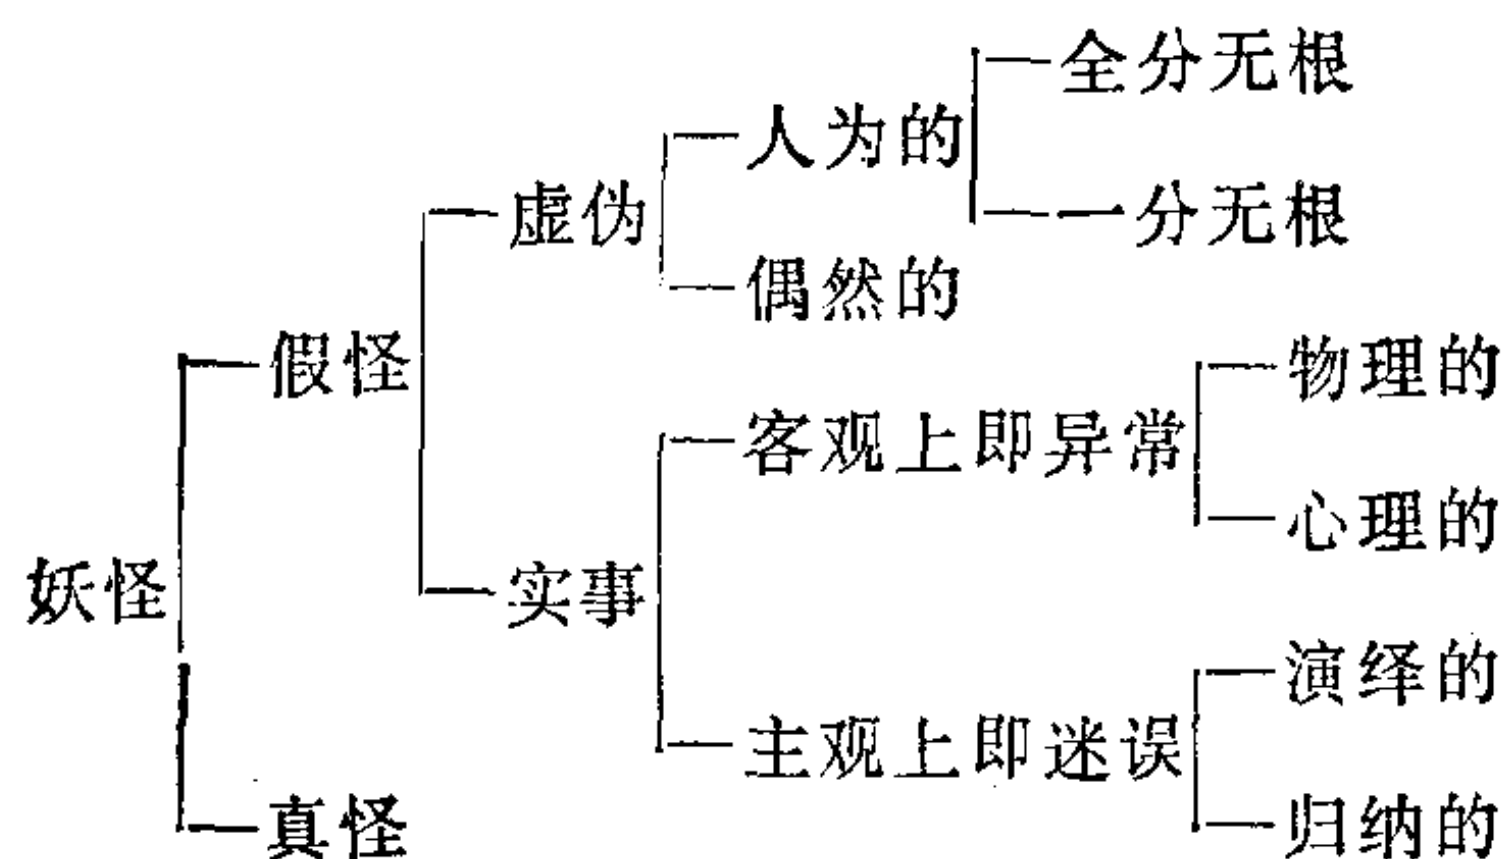 全分无根
人为的
一分无根
虚伪
偶然的
假怪
物理的
客观上即异常
心理的
妖怪
实事
演绎的
主观上即迷误
真怪
归纳的